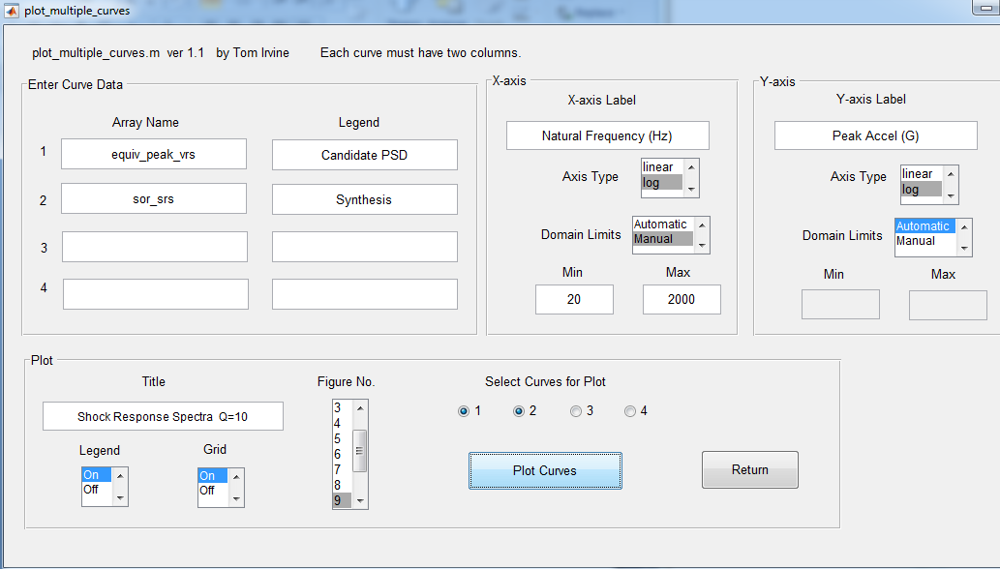 plot_multiple_curves
plot_multiple_curves.m ver 1.1 by Tom Irvine Each curve must have two columns.
Enter Curve Data
Array Name Legend
1 equiv_peak_vrs Candidate PSD
2 sor_srs Synthesis
3
4
X-axis
X-axis Label
Natural Frequency (Hz)
Axis Type linear
log
Domain Limits Automatic
Manual
Min Max
20 2000
Y-axis
Y-axis Label
Peak Accel (G)
Axis Type linear
log
Domain Limits Automatic
Manual
Min Max
Plot
Title
Shock Response Spectra Q=10
Legend Grid
On On
Off Off
Figure No.
3
4
5
6
7
8
9
Select Curves for Plot
1 2 3 4
Plot Curves Return